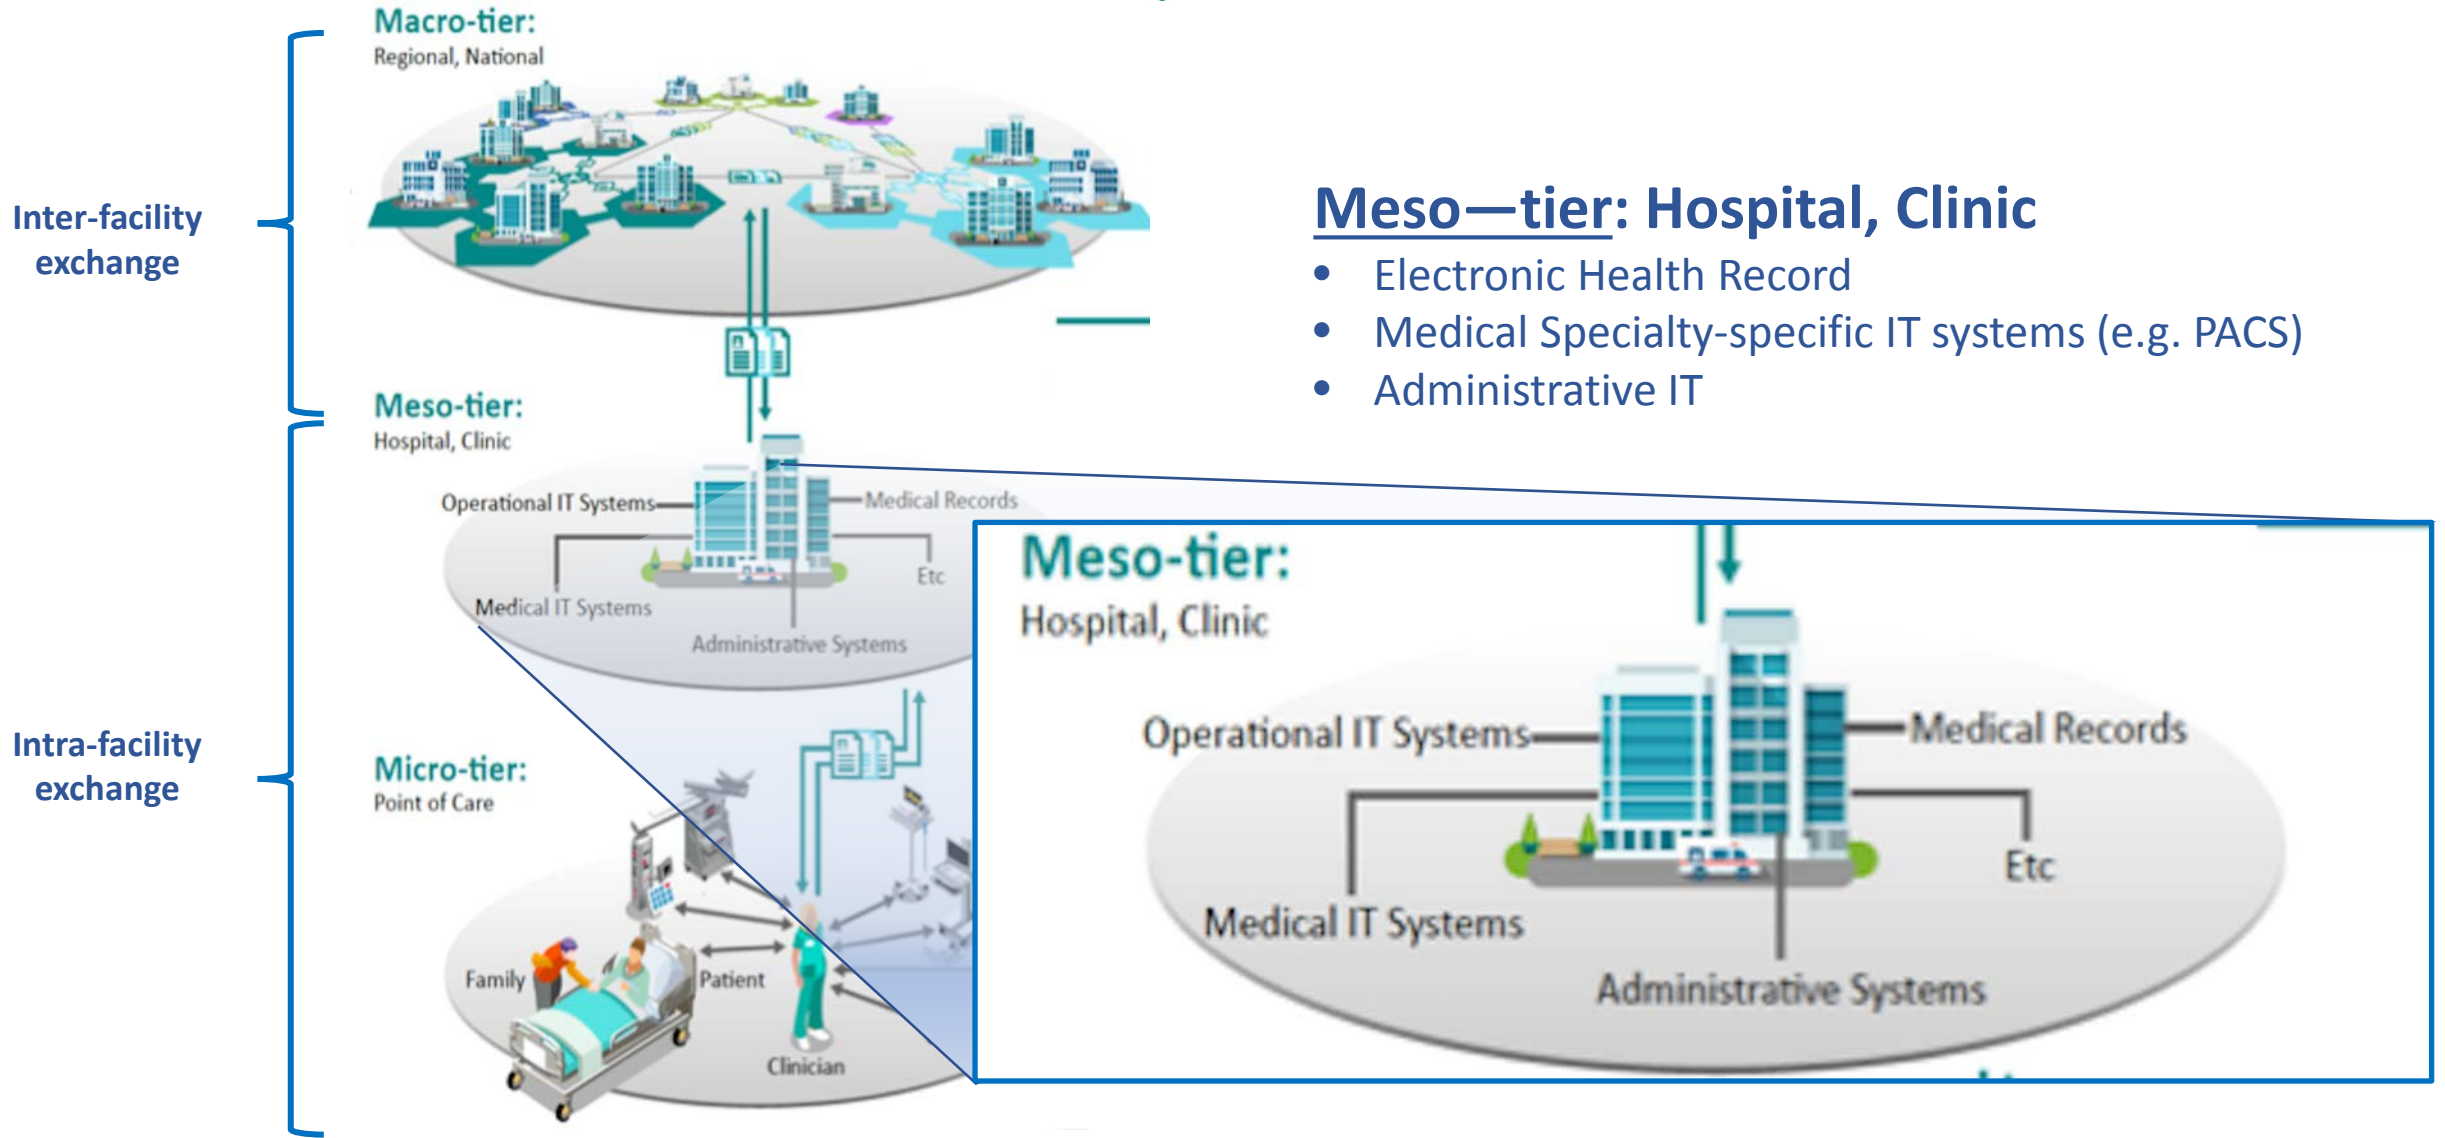 Macro-tier:
Regional, National
Inter-facility
exchange
Meso—tier: Hospital, Clinic
• Electronic Health Record
• Medical Specialty-specific IT systems (e.g. PACS)
• Administrative IT
Meso-tier:
Hospital, Clinic
Operational IT Systems
Medical Records
Etc
Medical IT Systems
Administrative Systems
Intra-facility
exchange
Micro-tier:
Point of Care
Family
Patient
Clinician
Meso-tier:
Hospital, Clinic
Operational IT Systems
Medical Records
Etc
Medical IT Systems
Administrative Systems